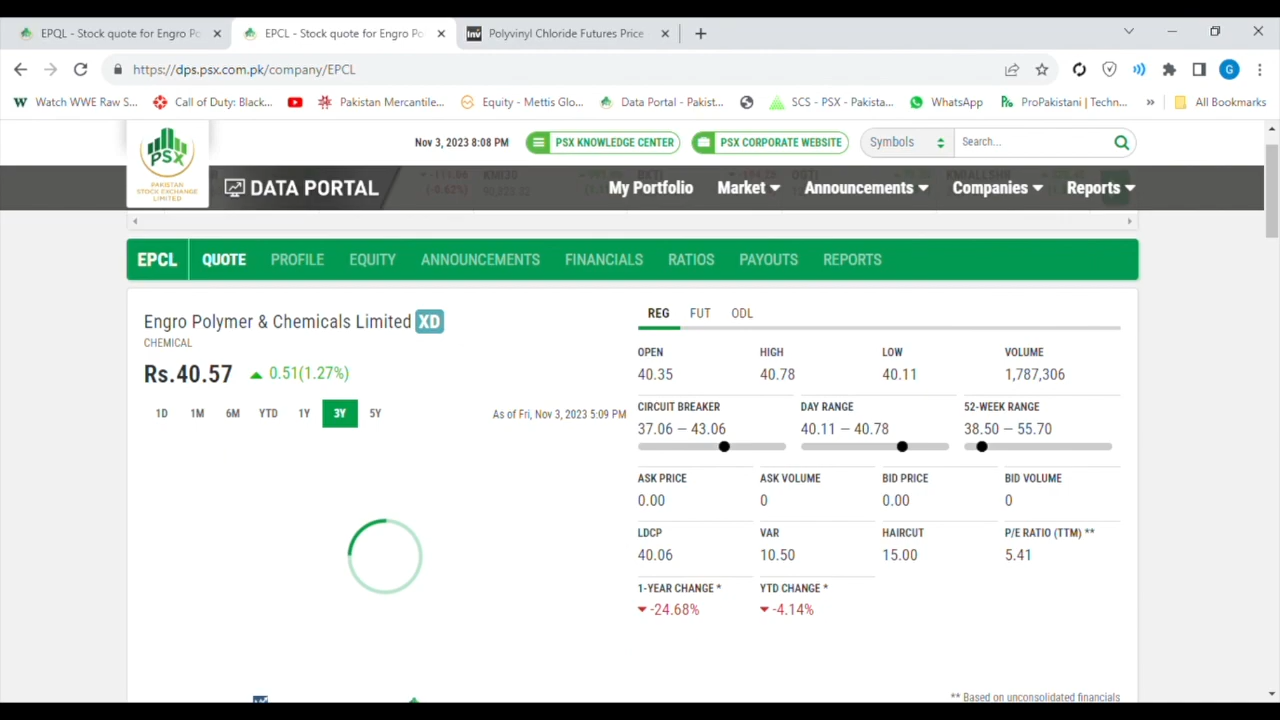 EPQL - Stock quote for Engro Po
EPCL - Stock quote for Engro Po
Inv Polyvinyl Chloride Futures Price
https://dps.psx.com.pk/company/EPCL
G
W Watch WWE Raw S...
Call of Duty: Black...
Pakistan Mercantile...
Equity - Mettis Glo...
Data Portal - Pakist...
SCS - PSX - Pakista...
WhatsApp
ProPakistani | Techn...
»
All Bookmarks
PSX
PAKISTAN
STOCK EXCHANGE
LIMITED
Nov 3, 2023 8:08 PM
PSX KNOWLEDGE CENTER
PSX CORPORATE WEBSITE
Symbols
Search...
DATA PORTAL
My Portfolio
Market
Announcements
Companies
Reports
KMI30
(-0.62%)
EPCL QUOTE PROFILE EQUITY ANNOUNCEMENTS FINANCIALS RATIOS PAYOUTS REPORTS
Engro Polymer & Chemicals Limited XD
CHEMICAL
Rs.40.57 0.51(1.27%)
1D 1M 6M YTD 1Y 3Y 5Y
As of Fri, Nov 3, 2023 5:09 PM
REG FUT ODL
OPEN HIGH LOW VOLUME
40.35 40.78 40.11 1,787,306
CIRCUIT BREAKER DAY RANGE 52-WEEK RANGE
37.06 — 43.06 40.11 — 40.78 38.50 — 55.70
ASK PRICE ASK VOLUME BID PRICE BID VOLUME
0.00 0 0.00 0
LDCP VAR HAIRCUT P/E RATIO (TTM) **
40.06 10.50 15.00 5.41
1-YEAR CHANGE * YTD CHANGE *
-24.68% -4.14%
** Based on unconsolidated financials